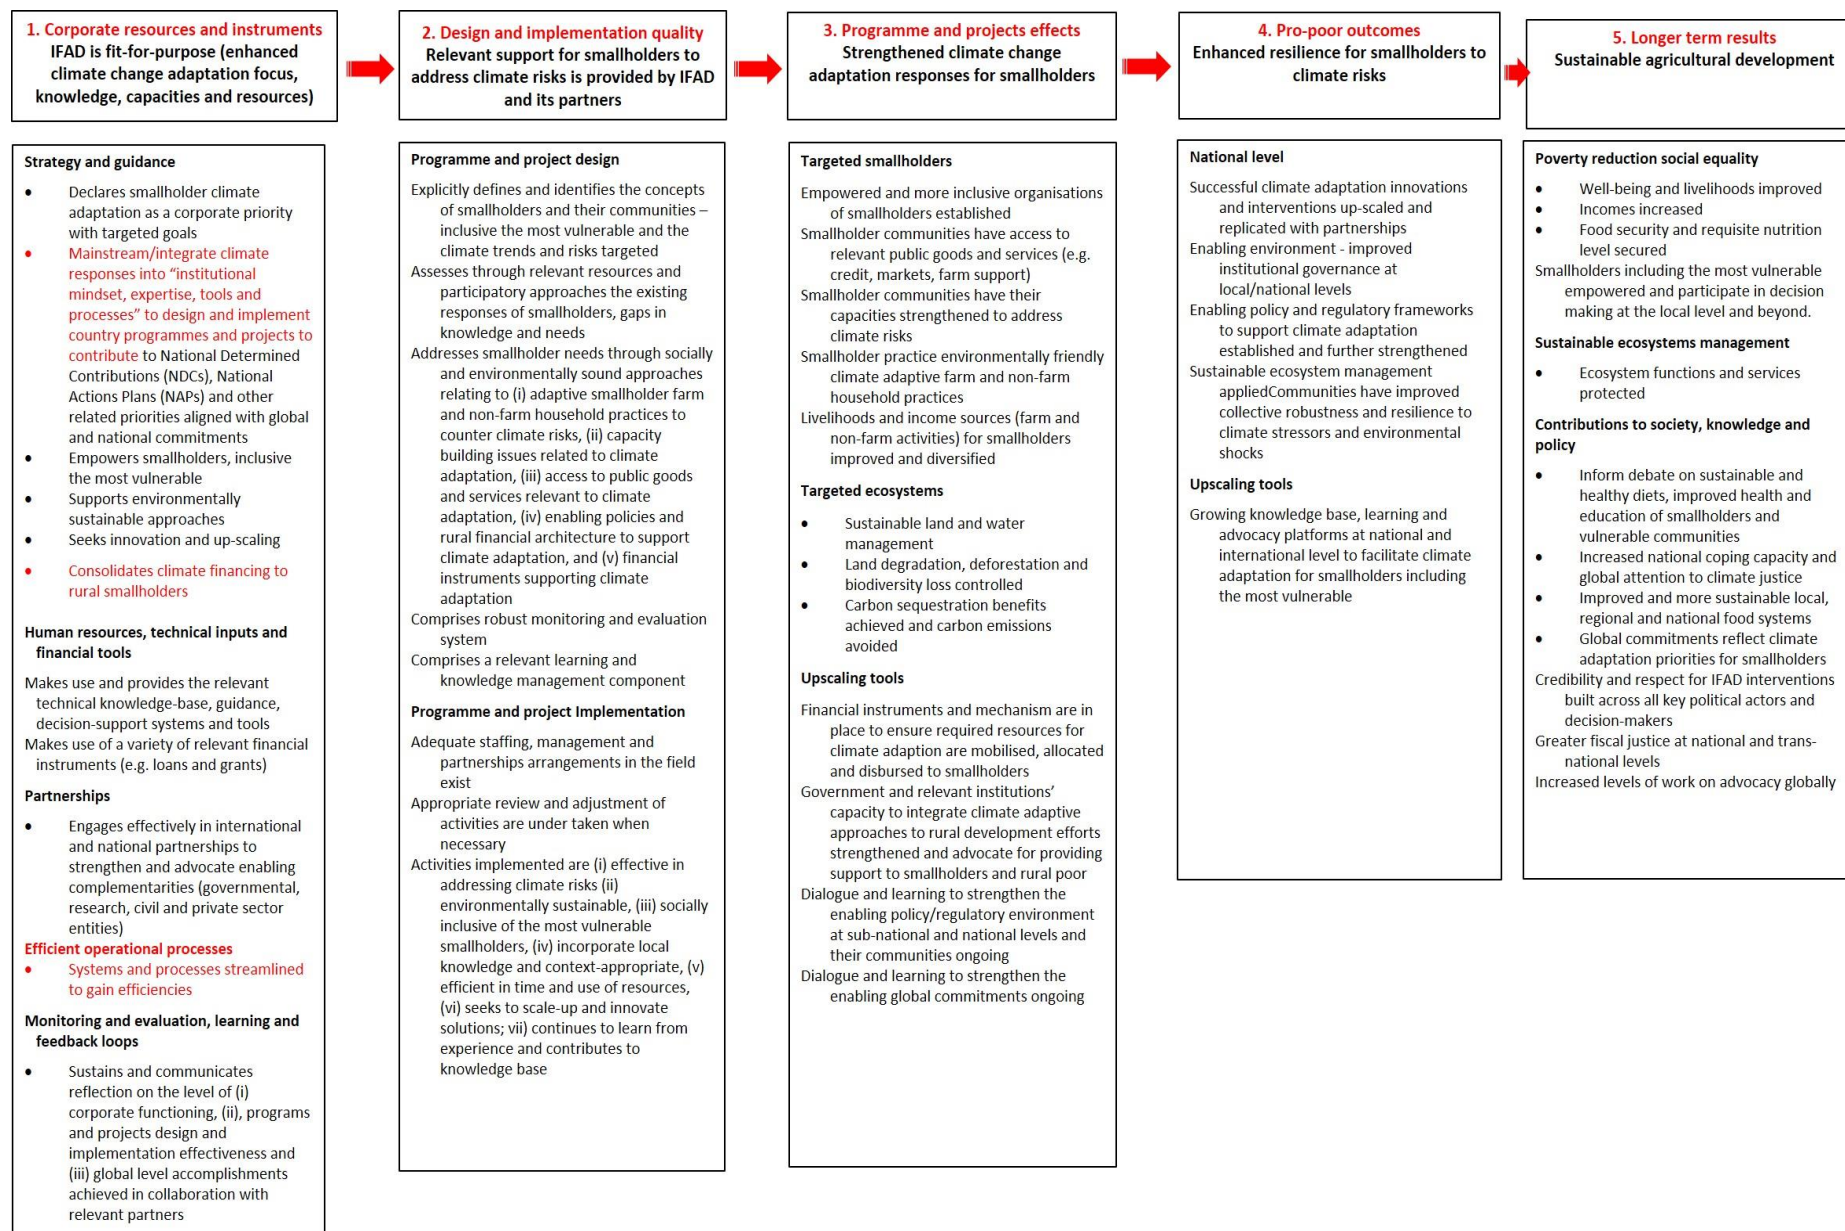 1. Corporate resources and instruments
IFAD is fit-for-purpose (enhanced
climate change adaptation focus,
knowledge, capacities and resources)
2. Design and implementation quality
Relevant support for smallholders to
address climate risks is provided by IFAD
and its partners
3. Programme and projects effects
Strengthened climate change
adaptation responses for smallholders
4. Pro-poor outcomes
Enhanced resilience for smallholders to
climate risks
5. Longer term results
Sustainable agricultural development
Strategy and guidance
• Declares smallholder climate
adaptation as a corporate priority
with targeted goals
• Mainstream/integrate climate
responses into “institutional
mindset, expertise, tools and
processes” to design and implement
country programmes and projects to
contribute to National Determined
Contributions (NDCs), National
Actions Plans (NAPs) and other
related priorities aligned with global
and national commitments
• Empowers smallholders, inclusive
the most vulnerable
• Supports environmentally
sustainable approaches
• Seeks innovation and up-scaling
• Consolidates climate financing to
rural smallholders
Human resources, technical inputs and
financial tools
Makes use and provides the relevant
technical knowledge-base, guidance,
decision-support systems and tools
Makes use of a variety of relevant financial
instruments (e.g. loans and grants)
Partnerships
• Engages effectively in international
and national partnerships to
strengthen and advocate enabling
complementarities (governmental,
research, civil and private sector
entities)
Efficient operational processes
• Systems and processes streamlined
to gain efficiencies
Monitoring and evaluation, learning and
feedback loops
• Sustains and communicates
reflection on the level of (i)
corporate functioning, (ii), programs
and projects design and
implementation effectiveness and
(iii) global level accomplishments
achieved in collaboration with
relevant partners
Programme and project design
Explicitly defines and identifies the concepts
of smallholders and their communities –
inclusive the most vulnerable and the
climate trends and risks targeted
Assesses through relevant resources and
participatory approaches the existing
responses of smallholders, gaps in
knowledge and needs
Addresses smallholder needs through socially
and environmentally sound approaches
relating to (i) adaptive smallholder farm
and non-farm household practices to
counter climate risks, (ii) capacity
building issues related to climate
adaptation, (iii) access to public goods
and services relevant to climate
adaptation, (iv) enabling policies and
rural financial architecture to support
climate adaptation, and (v) financial
instruments supporting climate
adaptation
Comprises robust monitoring and evaluation
system
Comprises a relevant learning and
knowledge management component
Programme and project Implementation
Adequate staffing, management and
partnerships arrangements in the field
exist
Appropriate review and adjustment of
activities are under taken when
necessary
Activities implemented are (i) effective in
addressing climate risks (ii)
environmentally sustainable, (iii) socially
inclusive of the most vulnerable
smallholders, (iv) incorporate local
knowledge and context-appropriate, (v)
efficient in time and use of resources,
(vi) seeks to scale-up and innovate
solutions; vii) continues to learn from
experience and contributes to
knowledge base
Targeted smallholders
Empowered and more inclusive organisations
of smallholders established
Smallholder communities have access to
relevant public goods and services (e.g.
credit, markets, farm support)
Smallholder communities have their
capacities strengthened to address
climate risks
Smallholder practice environmentally friendly
climate adaptive farm and non-farm
household practices
Livelihoods and income sources (farm and
non-farm activities) for smallholders
improved and diversified
Targeted ecosystems
• Sustainable land and water
management
• Land degradation, deforestation and
biodiversity loss controlled
• Carbon sequestration benefits
achieved and carbon emissions
avoided
Upscaling tools
Financial instruments and mechanism are in
place to ensure required resources for
climate adaption are mobilised, allocated
and disbursed to smallholders
Government and relevant institutions’
capacity to integrate climate adaptive
approaches to rural development efforts
strengthened and advocate for providing
support to smallholders and rural poor
Dialogue and learning to strengthen the
enabling policy/regulatory environment
at sub-national and national levels and
their communities ongoing
Dialogue and learning to strengthen the
enabling global commitments ongoing
National level
Successful climate adaptation innovations
and interventions up-scaled and
replicated with partnerships
Enabling environment - improved
institutional governance at
local/national levels
Enabling policy and regulatory frameworks
to support climate adaptation
established and further strengthened
Sustainable ecosystem management
appliedCommunities have improved
collective robustness and resilience to
climate stressors and environmental
shocks
Upscaling tools
Growing knowledge base, learning and
advocacy platforms at national and
international level to facilitate climate
adaptation for smallholders including
the most vulnerable
Poverty reduction social equality
• Well-being and livelihoods improved
• Incomes increased
• Food security and requisite nutrition
level secured
Smallholders including the most vulnerable
empowered and participate in decision
making at the local level and beyond.
Sustainable ecosystems management
• Ecosystem functions and services
protected
Contributions to society, knowledge and
policy
• Inform debate on sustainable and
healthy diets, improved health and
education of smallholders and
vulnerable communities
• Increased national coping capacity and
global attention to climate justice
• Improved and more sustainable local,
regional and national food systems
• Global commitments reflect climate
adaptation priorities for smallholders
Credibility and respect for IFAD interventions
built across all key political actors and
decision-makers
Greater fiscal justice at national and trans-
national levels
Increased levels of work on advocacy globally